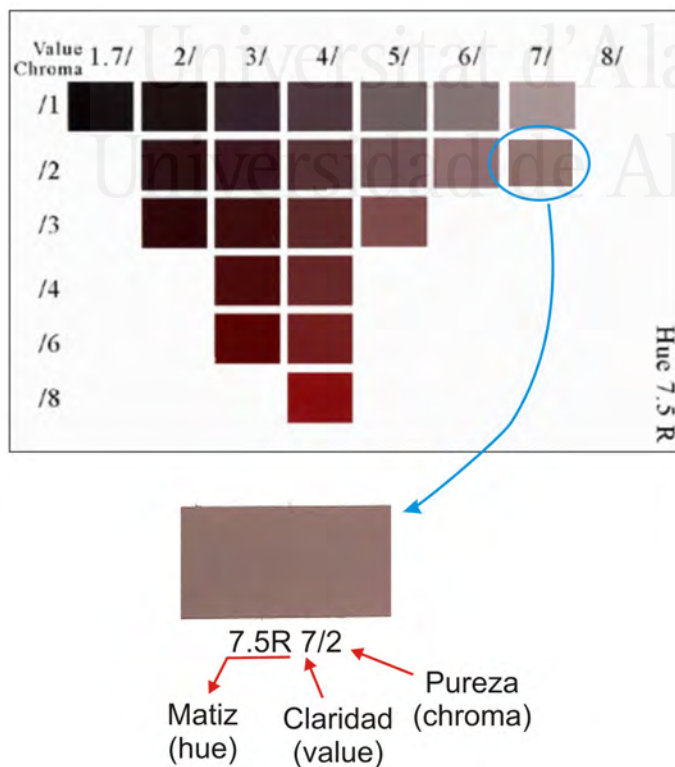 Universitat d'Ala
Universidad de Al
Value 1.7/ 2/ 3/ 4/ 5/ 6/ 7/ 8/
Chroma
/1
/2
/3
/4
/6
/8
Hue 7.5 R
7.5R 7/2
Matiz
(hue)
Claridad
(value)
Pureza
(chroma)